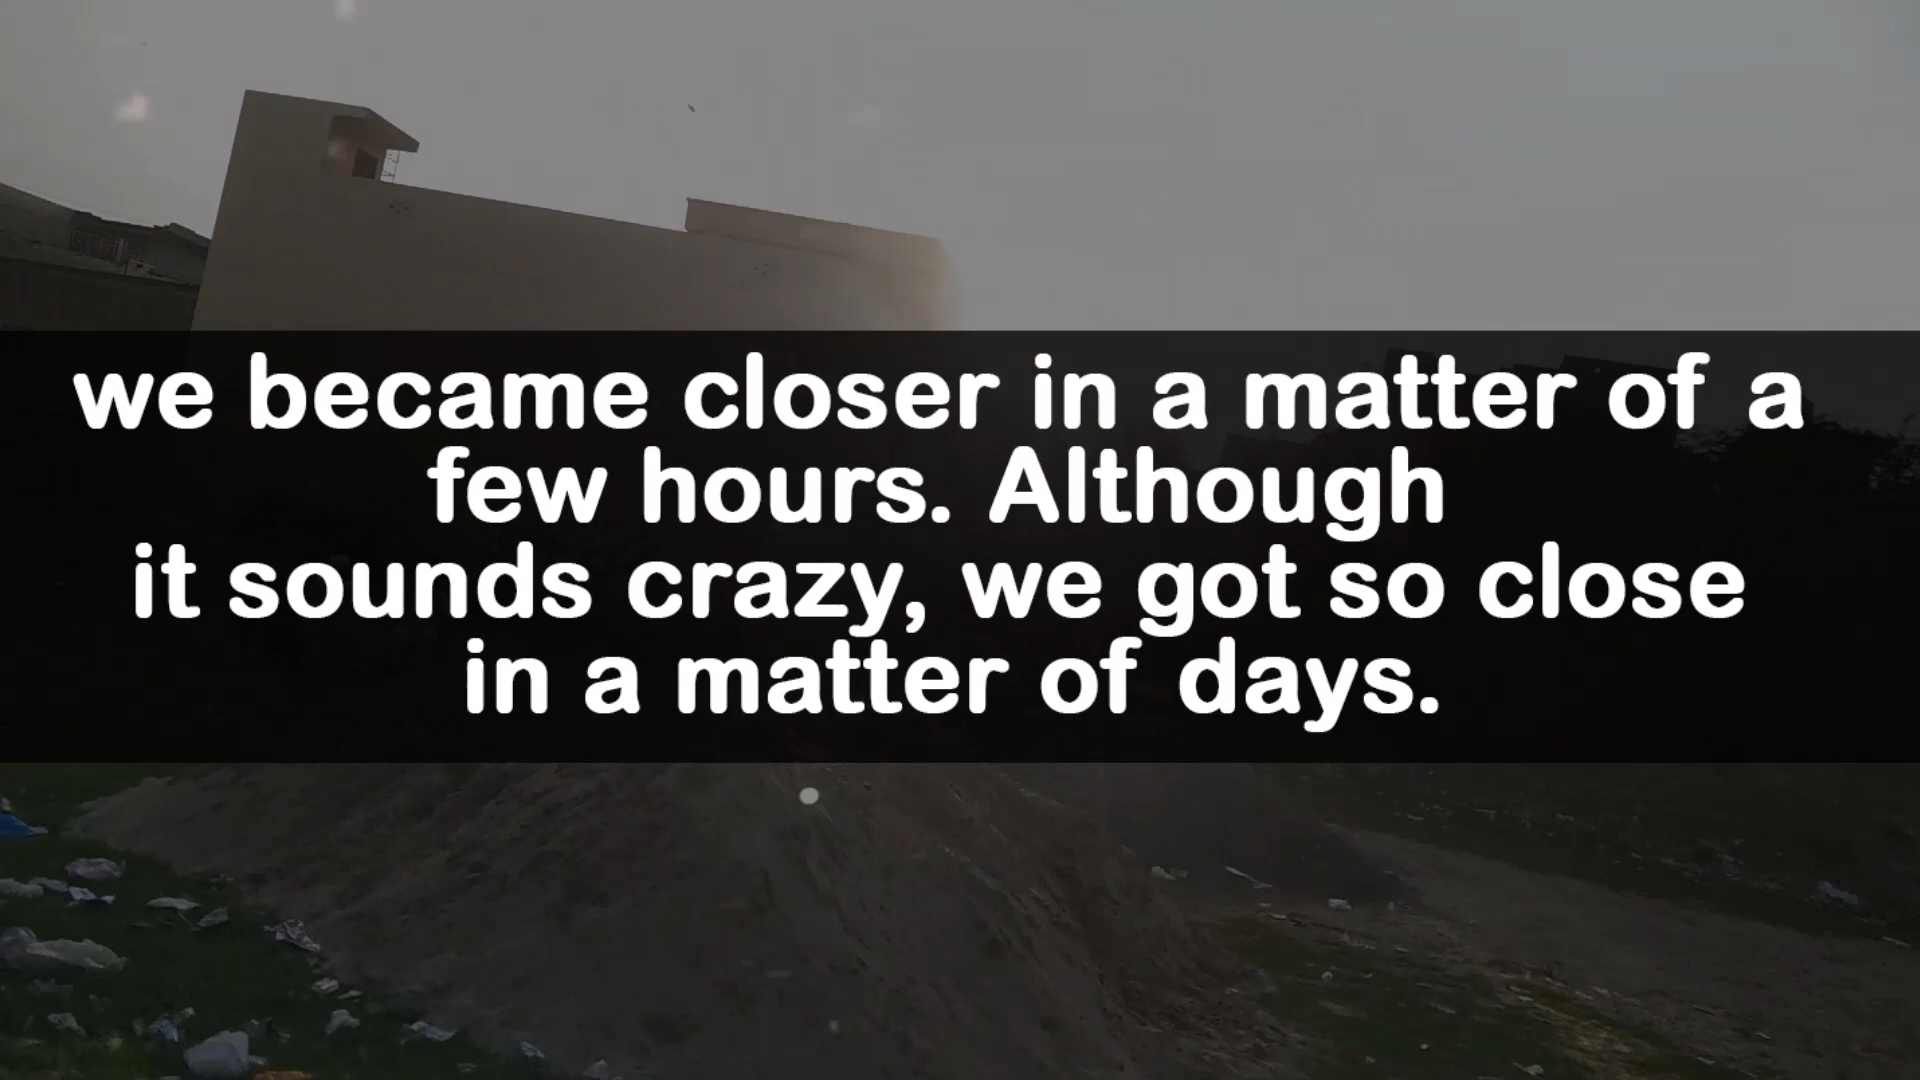 we became closer in a matter of a
few hours. Although
it sounds crazy, we got so close
in a matter of days.